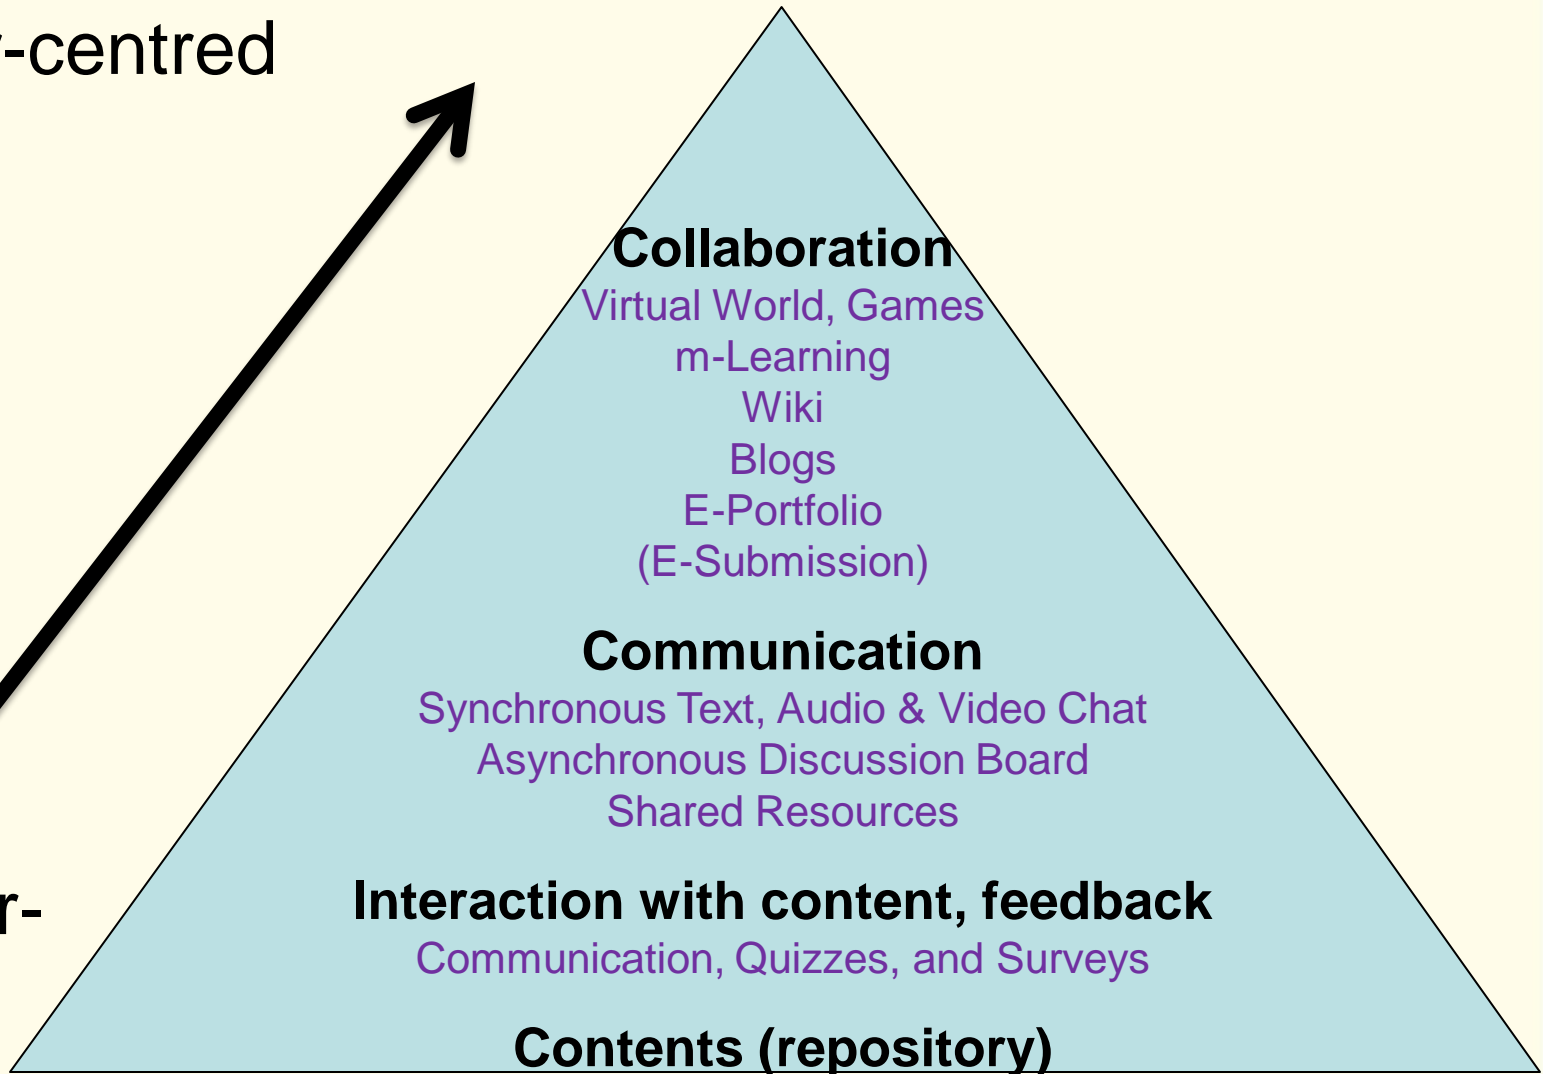 r-centred
Collaboration
Virtual World, Games
m-Learning
Wiki
Blogs
E-Portfolio
(E-Submission)
Communication
Synchronous Text, Audio & Video Chat
Asynchronous Discussion Board
Shared Resources
r-
Interaction with content, feedback
Communication, Quizzes, and Surveys
Contents (repository)